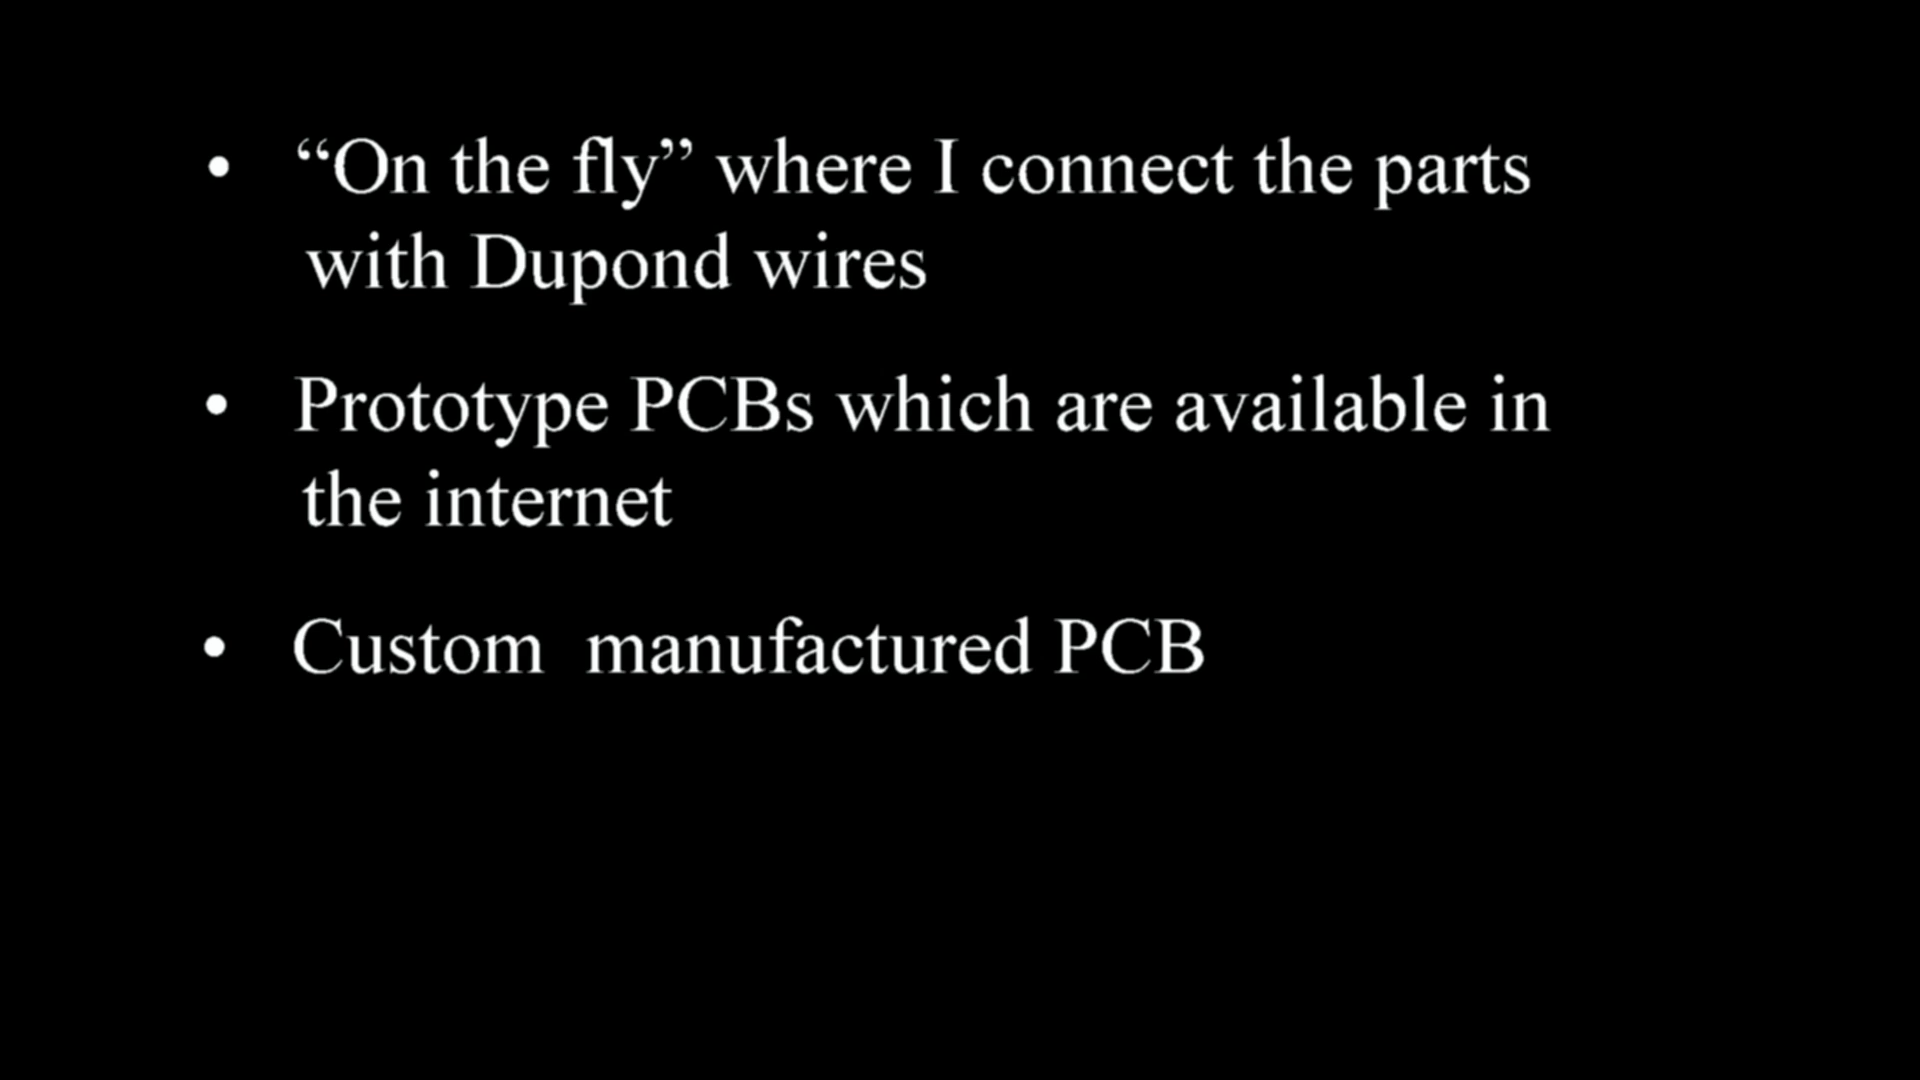 • “On the fly” where I connect the parts
with Dupond wires
• Prototype PCBs which are available in
the internet
• Custom  manufactured PCB